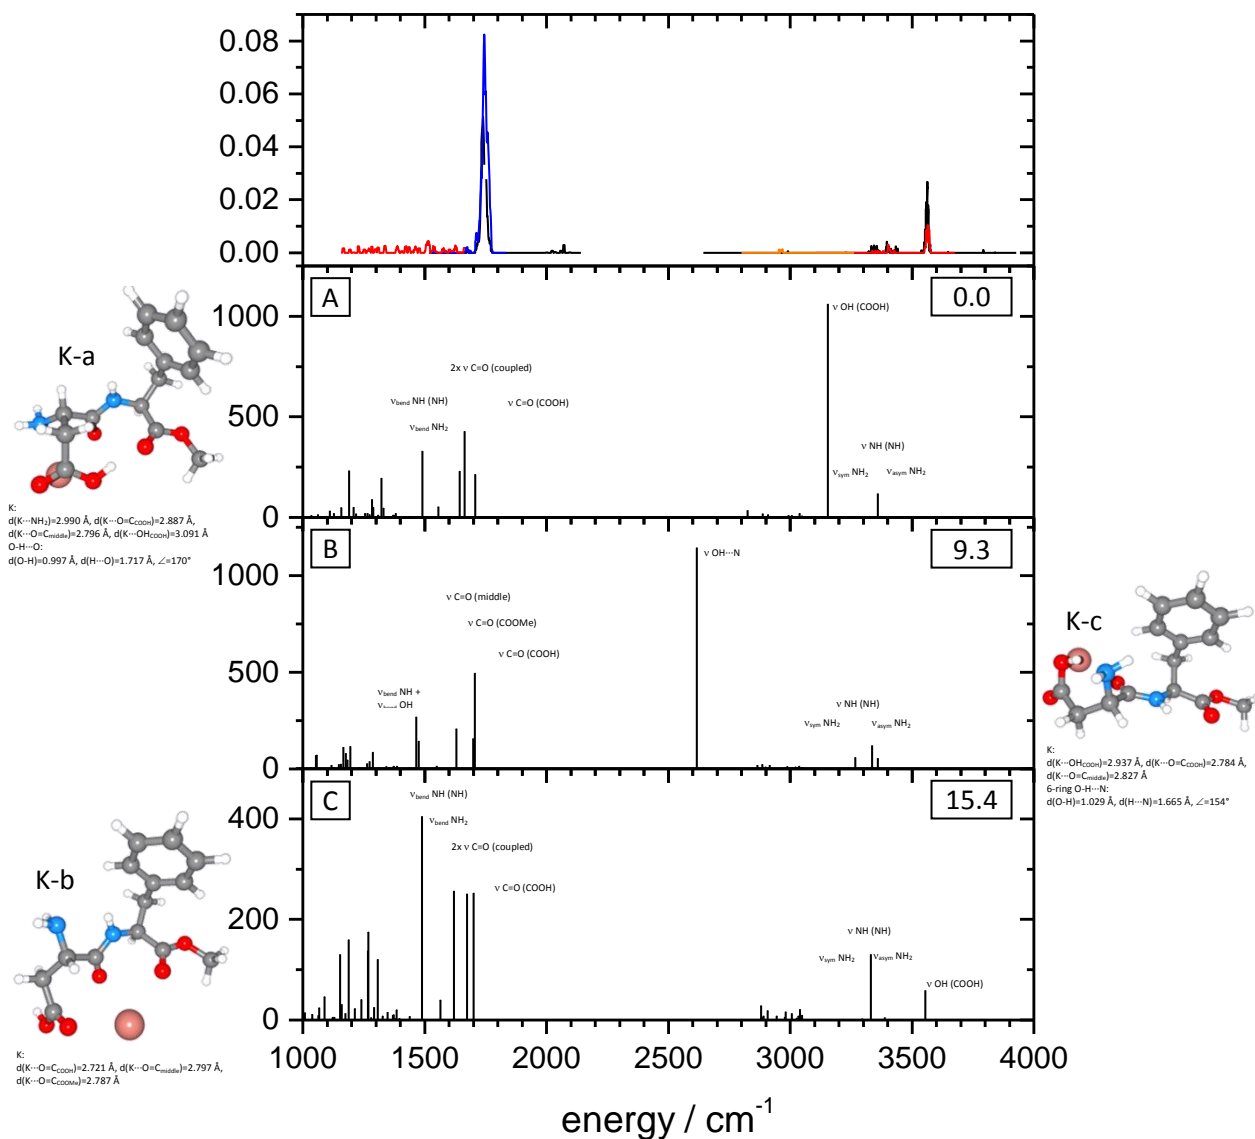 0.08
0.06
0.04
0.02
0.00
A
0.0
1000
500
0
ν OH (COOH)
2x ν C=O (coupled)
ν_bend NH (NH)
ν C=O (COOH)
ν_bend NH₂
ν NH (NH)
ν_sym NH₂
ν_asym NH₂
K-a
K:
d(K···NH₂)=2.990 Å, d(K···O=C_COOH)=2.887 Å,
d(K···O=C_middle)=2.796 Å, d(K···OH_COOH)=3.091 Å
O-H···O:
d(O-H)=0.997 Å, d(H···O)=1.717 Å, ∠=170°
B
9.3
1000
500
0
ν OH···N
ν C=O (middle)
ν C=O (COOMe)
ν C=O (COOH)
ν_bend NH +
OH
ν NH (NH)
ν_sym NH₂
ν_asym NH₂
K-c
K:
d(K···OH_COOH)=2.937 Å, d(K···O=C_COOH)=2.784 Å,
d(K···O=C_middle)=2.827 Å
6-ring O-H···N:
d(O-H)=1.029 Å, d(H···N)=1.665 Å, ∠=154°
C
15.4
400
200
0
ν_bend NH (NH)
ν_bend NH₂
2x ν C=O (coupled)
ν C=O (COOH)
ν NH (NH)
ν_sym NH₂
ν_asym NH₂
ν OH (COOH)
K-b
K:
d(K···O=C_COOH)=2.721 Å, d(K···O=C_middle)=2.797 Å,
d(K···O=C_COOMe)=2.787 Å
1000 1500 2000 2500 3000 3500 4000
energy / cm⁻¹